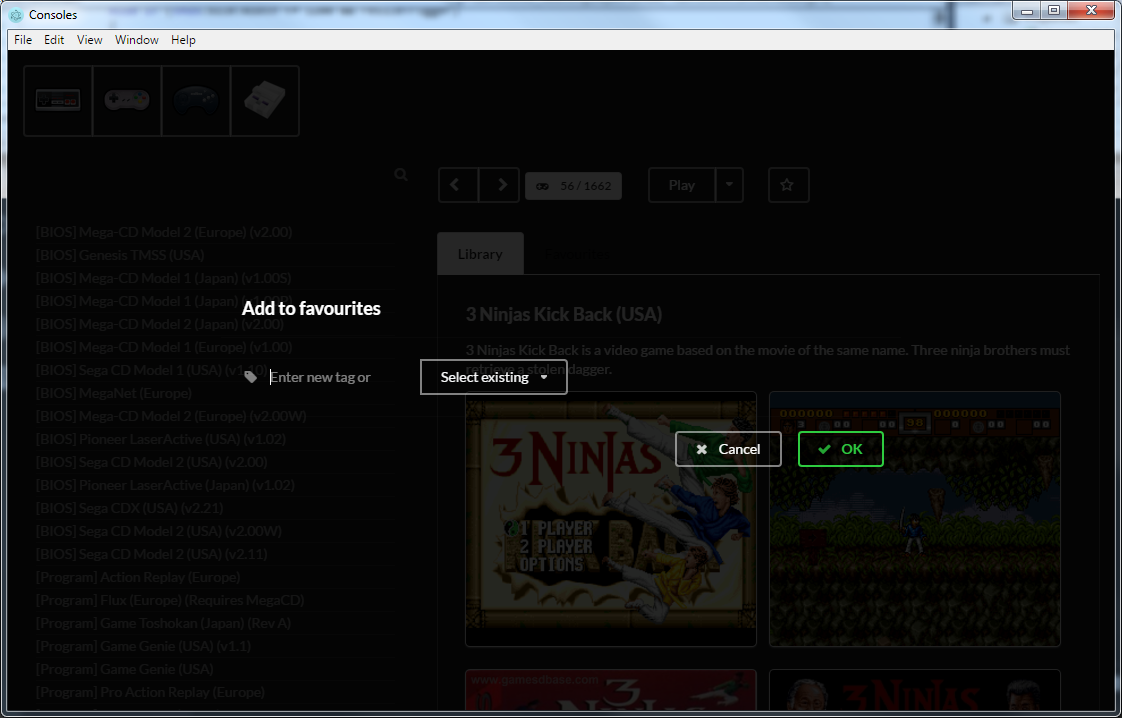 Consoles
File Edit View Window Help
56 / 1662
Play
Library
[BIOS] Mega-CD Model 2 (Europe) (v2.00)
[BIOS] Genesis TMSS (USA)
[BIOS] Mega-CD Model 1 (Japan) (v1.00S)
[BIOS] Mega-CD Model 1 (Japan)
[BIOS] Mega-CD Model 2 (Japan) (v2.00)
[BIOS] Mega-CD Model 1 (Europe) (v1.00)
[BIOS] Sega CD Model 1 (USA)
[BIOS] MegaNet (Europe)
[BIOS] Mega-CD Model 2 (Europe) (v2.00W)
[BIOS] Pioneer LaserActive (USA) (v1.02)
[BIOS] Sega CD Model 2 (USA) (v2.00)
[BIOS] Pioneer LaserActive (Japan) (v1.02)
[BIOS] Sega CDX (USA) (v2.21)
[BIOS] Sega CD Model 2 (USA) (v2.00W)
[BIOS] Sega CD Model 2 (USA) (v2.11)
[Program] Action Replay (Europe)
[Program] Flux (Europe) (Requires MegaCD)
[Program] Game Toshokan (Japan) (Rev A)
[Program] Game Genie (USA) (v1.1)
[Program] Game Genie (USA)
[Program] Pro Action Replay (Europe)
Add to favourites
Enter new tag or
Select existing
Cancel
OK
3 Ninjas Kick Back (USA)
3 Ninjas Kick Back is a video game based on the movie of the same name. Three ninja brothers must
retrieve a stolen dagger.
3 NINJAS
KICK BACK
1 PLAYER
2 PLAYER
OPTIONS
000000
000000
www.gamesdbase.com
3
NINJAS
3 NINJAS